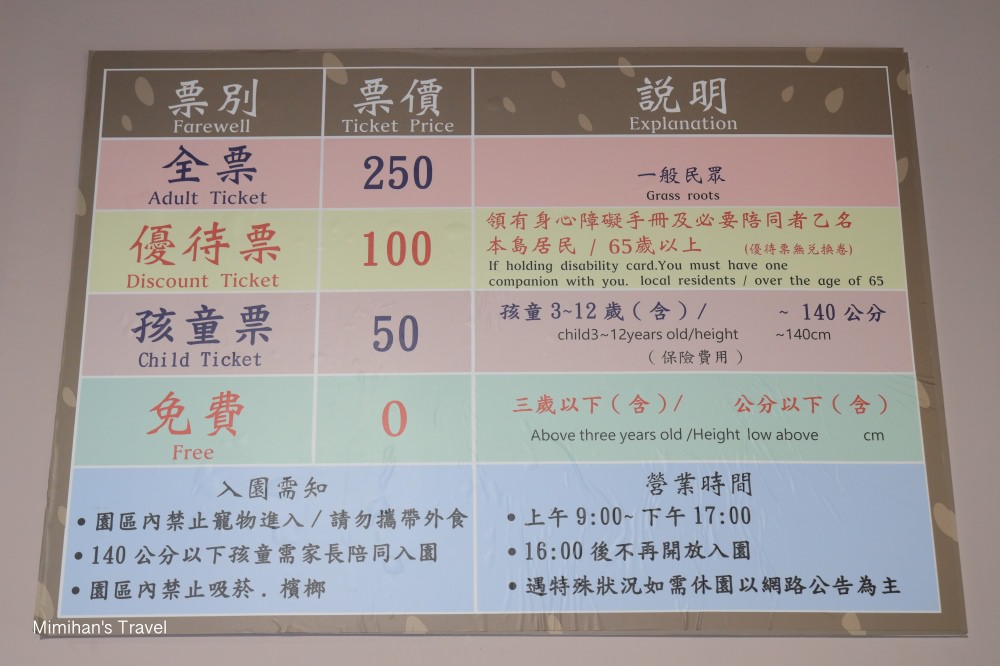 票別 票價 説明
Farewell Ticket Price Explanation
全票 250 一般民眾
Adult Ticket Grass roots
優待票 100 領有身心障礙手冊及必要陪同者乙名
本島居民 / 65歲以上 (優待票無兌換卷)
Discount Ticket If holding disability card.You must have one
companion with you. local residents / over the age of 65
孩童票 50 孩童 3~12 歲 ( 含 ) / ~ 140 公分
Child Ticket child3~12years old/height ~140cm
( 保險費用 )
免費 0 三歲以下 ( 含 ) / 公分以下 ( 含 )
Free Above three years old /Height low above cm
入園需知
• 園區內禁止寵物進入 / 請勿攜帶外食
• 140 公分以下孩童需家長陪同入園
• 園區內禁止吸菸 . 檳榔
營業時間
• 上午 9:00~ 下午 17:00
• 16:00 後不再開放入園
• 遇特殊狀況如需休園以網路公告為主
Mimihan's Travel